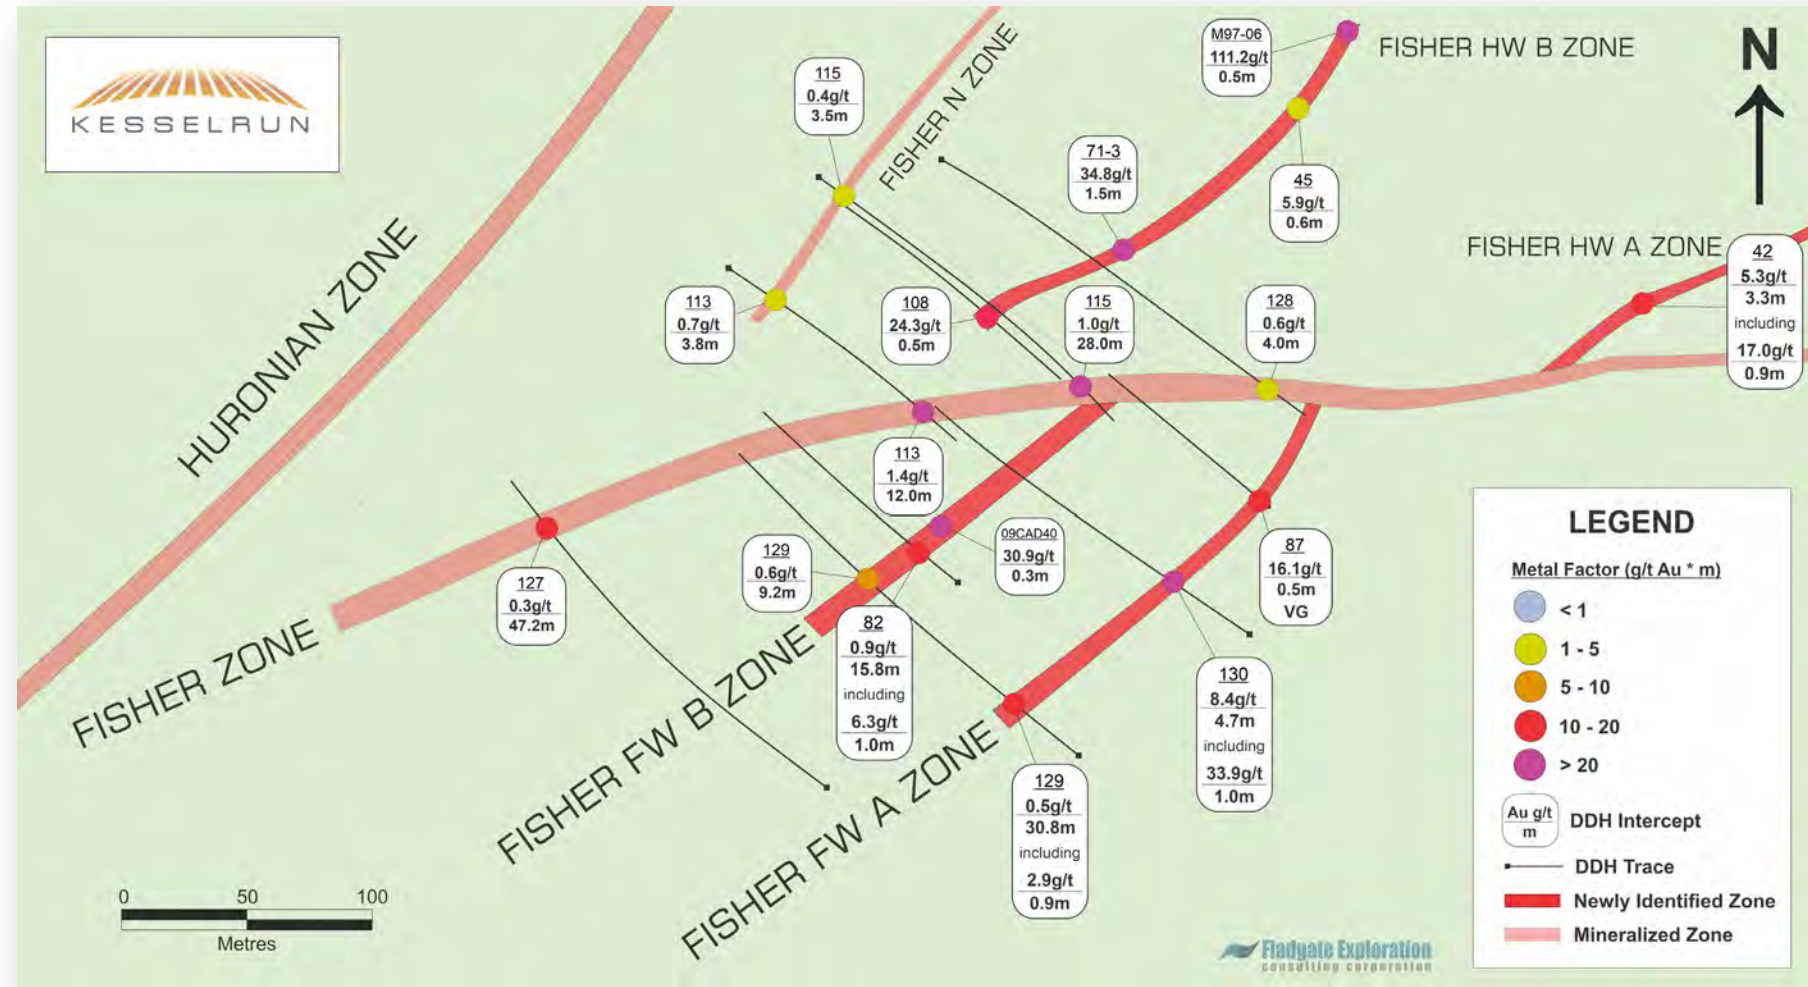 KESSELRUN
HURONIAN ZONE
FISHER N ZONE
FISHER HW B ZONE
N
FISHER HW A ZONE
FISHER ZONE
FISHER FW B ZONE
FISHER FW A ZONE
M97-06
111.2g/t
0.5m
115
0.4g/t
3.5m
71-3
34.8g/t
1.5m
45
5.9g/t
0.6m
42
5.3g/t
3.3m
including
17.0g/t
0.9m
113
0.7g/t
3.8m
108
24.3g/t
0.5m
115
1.0g/t
28.0m
128
0.6g/t
4.0m
113
1.4g/t
12.0m
09CAD40
30.9g/t
0.3m
87
16.1g/t
0.5m
VG
127
0.3g/t
47.2m
129
0.6g/t
9.2m
82
0.9g/t
15.8m
including
6.3g/t
1.0m
130
8.4g/t
4.7m
including
33.9g/t
1.0m
129
0.5g/t
30.8m
including
2.9g/t
0.9m
0 50 100
Metres
Fladgate Exploration
consulting corporation
LEGEND
Metal Factor (g/t Au * m)
< 1
1 - 5
5 - 10
10 - 20
> 20
Au g/t
m
DDH Intercept
DDH Trace
Newly Identified Zone
Mineralized Zone